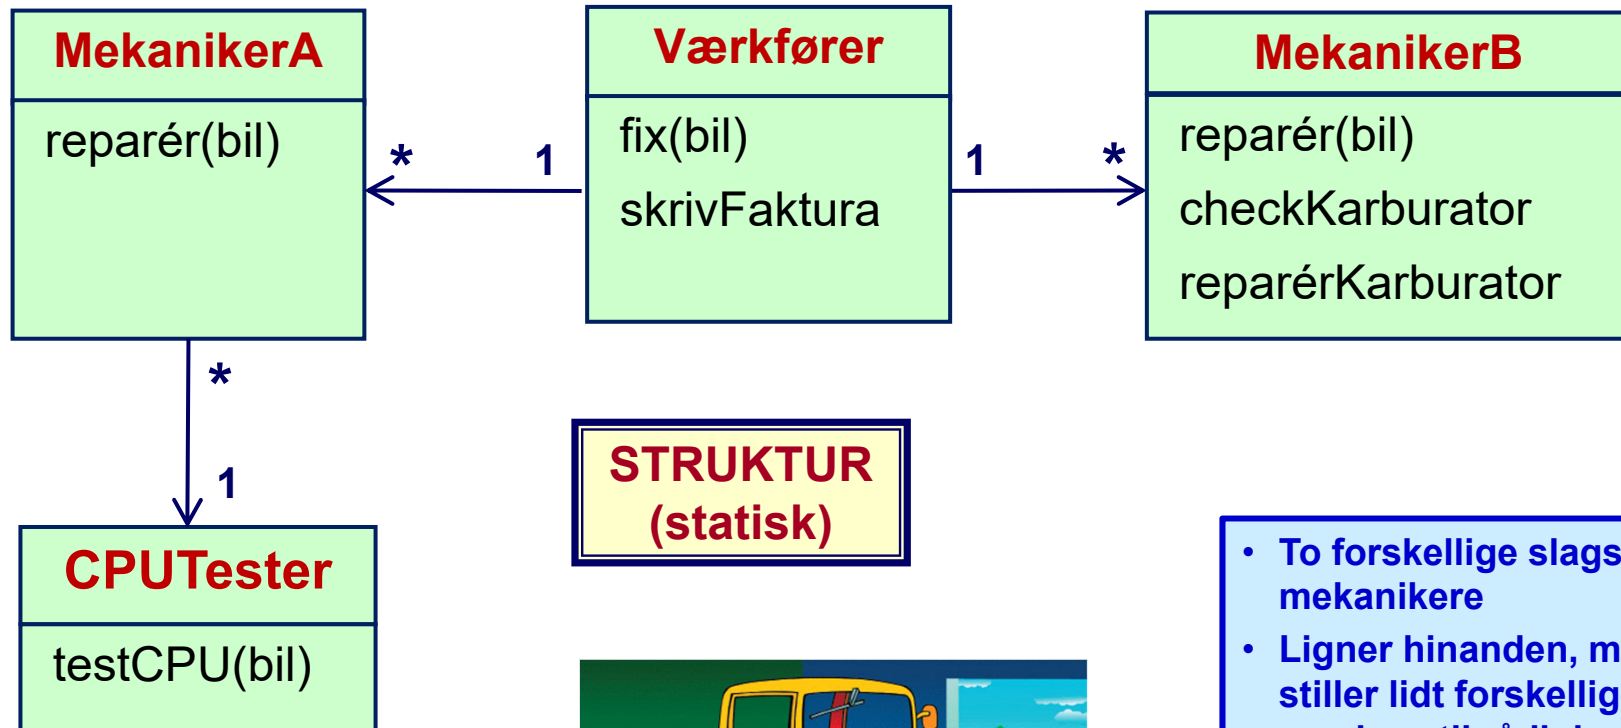 MekanikerA
reparér(bil)
*
1
Værkfører
fix(bil)
skrivFaktura
1
*
MekanikerB
reparér(bil)
checkKarburator
reparérKarburator
*
1
CPUTester
testCPU(bil)
STRUKTUR
(statisk)
• To forskellige slags
mekanikere
• Ligner hinanden, m
stiller lidt forskellig